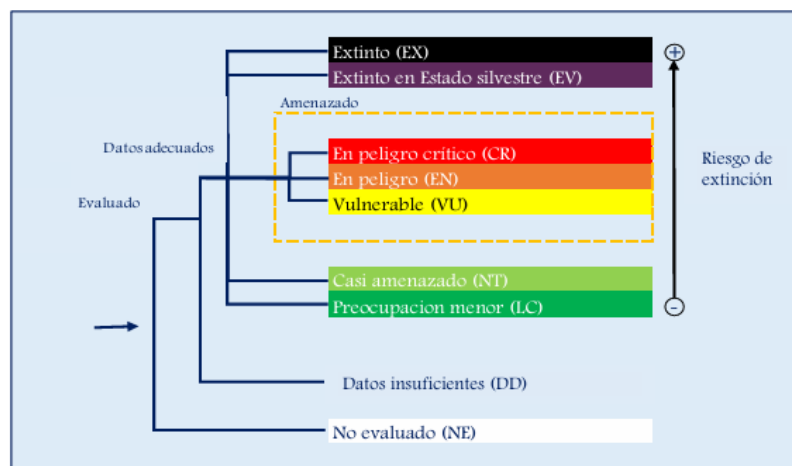 Extinto (EX)
Extinto en Estado silvestre (EV)
Amenazado
Datos adecuados
En peligro crítico (CR)
En peligro (EN)
Vulnerable (VU)
Evaluado
Riesgo de
extinción
Casi amenazado (NT)
Preocupacion menor (LC)
Datos insuficientes (DD)
No evaluado (NE)
+
-